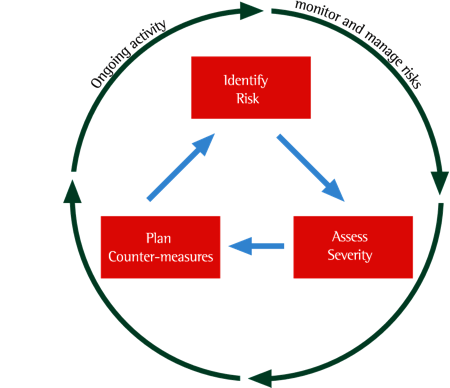 Ongoing activity
monitor and manage risks
Identify
Risk
Plan
Counter-measures
Assess
Severity